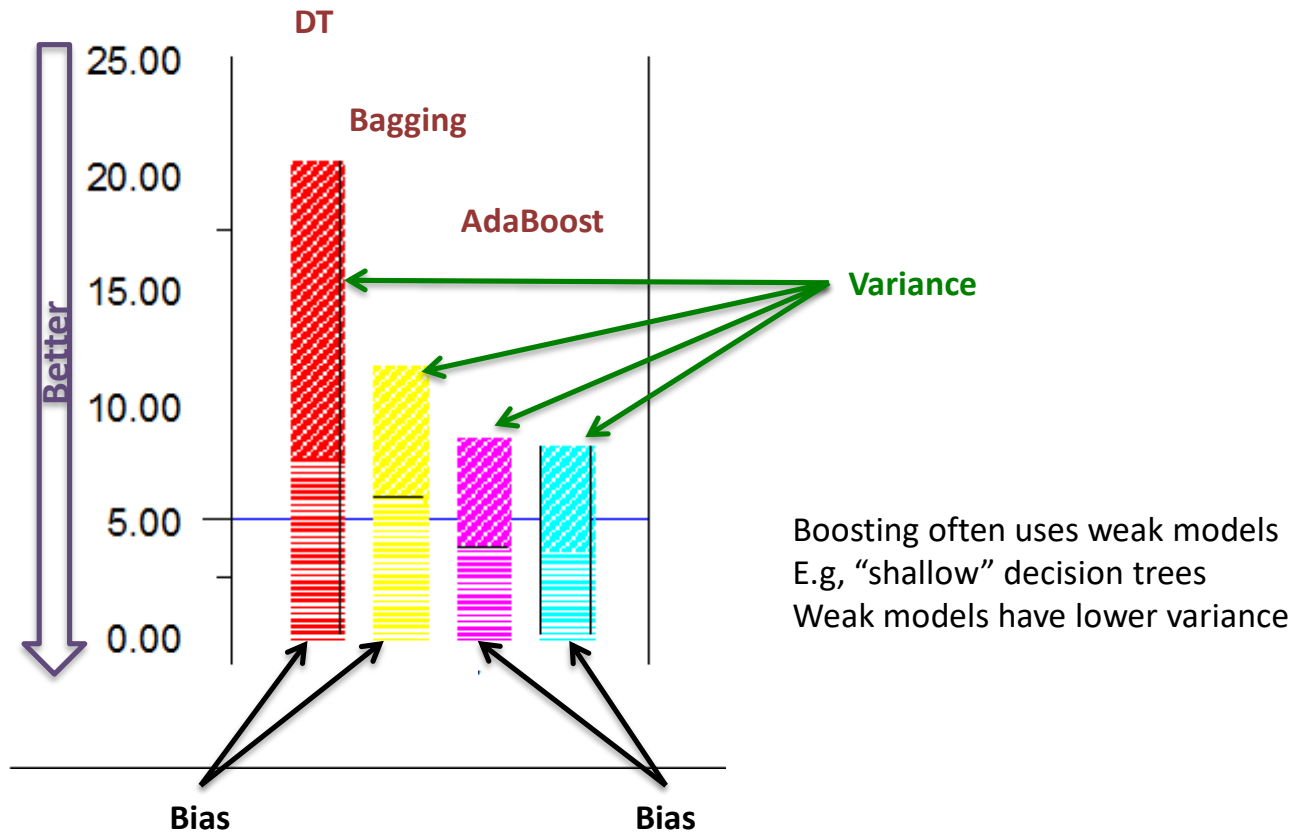 DT
25.00
Bagging
20.00
AdaBoost
Variance
15.00
Better
10.00
5.00
Boosting often uses weak models
E.g, “shallow” decision trees
Weak models have lower variance
0.00
Bias
Bias